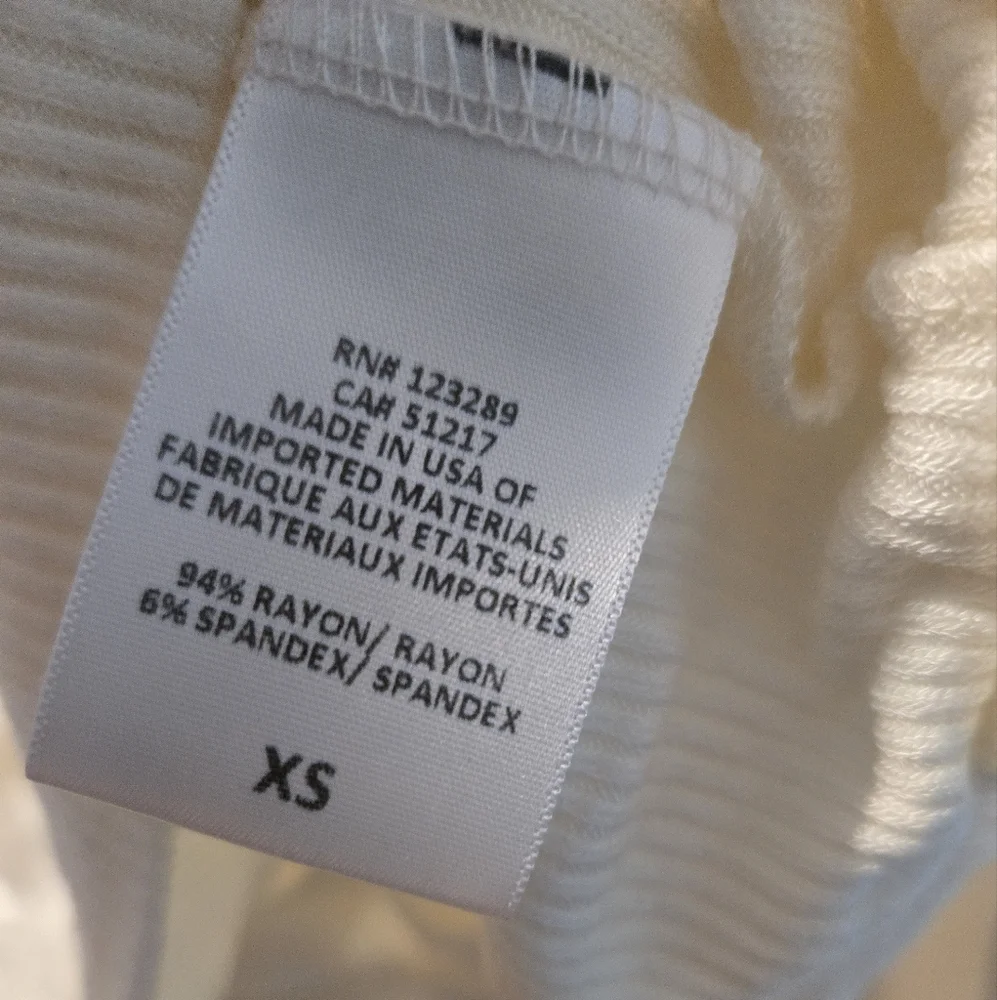 RN# 123289
CA# 51217
MADE IN USA OF
IMPORTED MATERIALS
FABRIQUE AUX ETATS-UNIS
DE MATERIAUX IMPORTES
94% RAYON/ RAYON
6% SPANDEX/ SPANDEX
XS